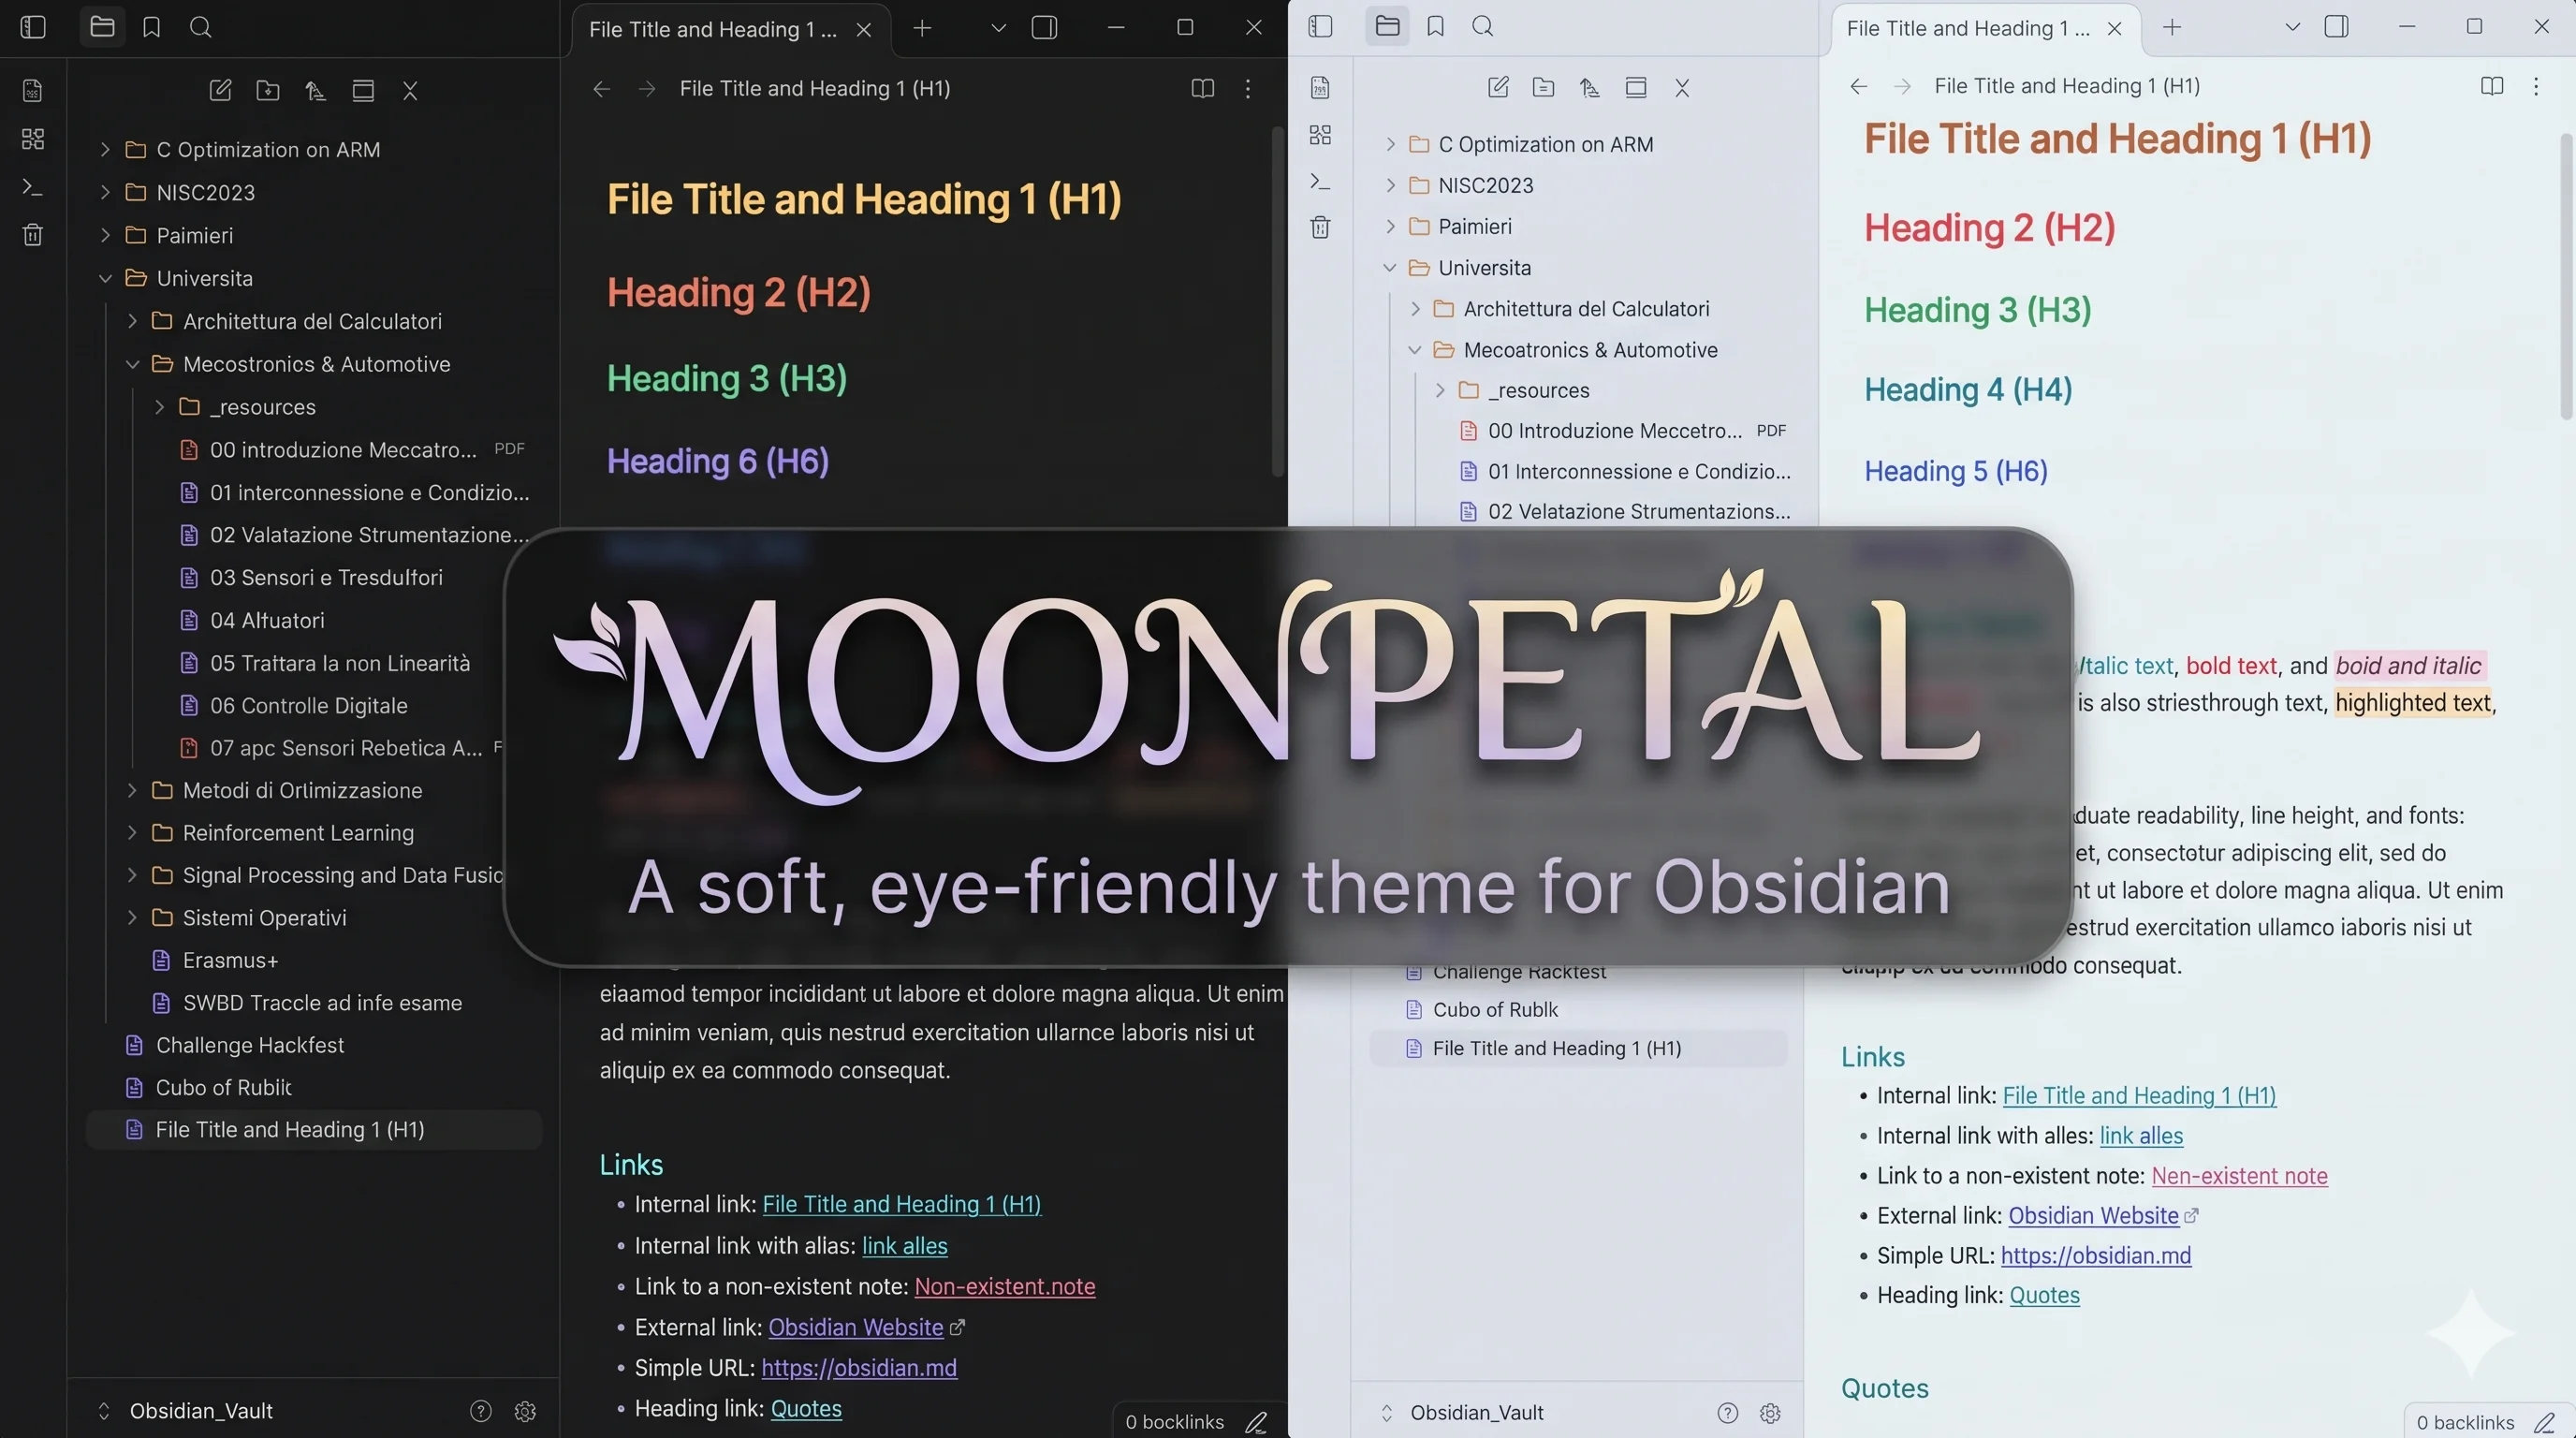 File Title and Heading 1 ...
File Title and Heading 1 (H1)
C Optimization on ARM
NISC2023
Paimieri
Universita
Architettura del Calculatori
Mecostronics & Automotive
_resources
00 introduzione Meccatro... PDF
01 interconnessione e Condizio...
02 Valatazione Strumentazione...
03 Sensori e Tresdulfori
04 Altuatori
05 Trattara la non Linearità
06 Controlle Digitale
07 apc Sensori Rebetica A...
Metodi di Ortimizzasione
Reinforcement Learning
Signal Processing and Data Fusio
Sistemi Operativi
Erasmus+
SWBD Traccle ad infe esame
Challenge Hackfest
Cubo of Rubiit
File Title and Heading 1 (H1)
Obsidian_Vault
File Title and Heading 1 (H1)
Heading 2 (H2)
Heading 3 (H3)
Heading 6 (H6)
MOONPETAL
A soft, eye-friendly theme for Obsidian
eiaamod tempor incididant ut labore et dolore magna aliqua. Ut enim
ad minim veniam, quis nestrud exercitation ullarnce laboris nisi ut
aliquip ex ea commodo consequat.
Links
• Internal link: File Title and Heading 1 (H1)
• Internal link with alias: link alles
• Link to a non-existent note: Non-existent.note
• External link: Obsidian Website
• Simple URL: https://obsidian.md
• Heading link: Quotes
0 bocklinks
File Title and Heading 1 ...
File Title and Heading 1 (H1)
C Optimization on ARM
NISC2023
Paimieri
Universita
Architettura del Calculatori
Mecoatronics & Automotive
_resources
00 Introduzione Meccetro... PDF
01 Interconnessione e Condizio...
02 Velatazione Strumentazions...
Challenge Racktest
Cubo of Rublk
File Title and Heading 1 (H1)
Obsidian_Vault
File Title and Heading 1 (H1)
Heading 2 (H2)
Heading 3 (H3)
Heading 4 (H4)
Heading 5 (H6)
Italic text, bold text, and boid and italic
is also striesthrough text, highlighted text,
duate readability, line height, and fonts:
et, consectotur adipiscing elit, sed do
nt ut labore et dolore magna aliqua. Ut enim
estrud exercitation ullamco iaboris nisi ut
commodo consequat.
Links
• Internal link: File Title and Heading 1 (H1)
• Internal link with alles: link alles
• Link to a non-existent note: Nen-existent note
• External link: Obsidian Website
• Simple URL: https://obsidian.md
• Heading link: Quotes
Quotes
0 backlinks